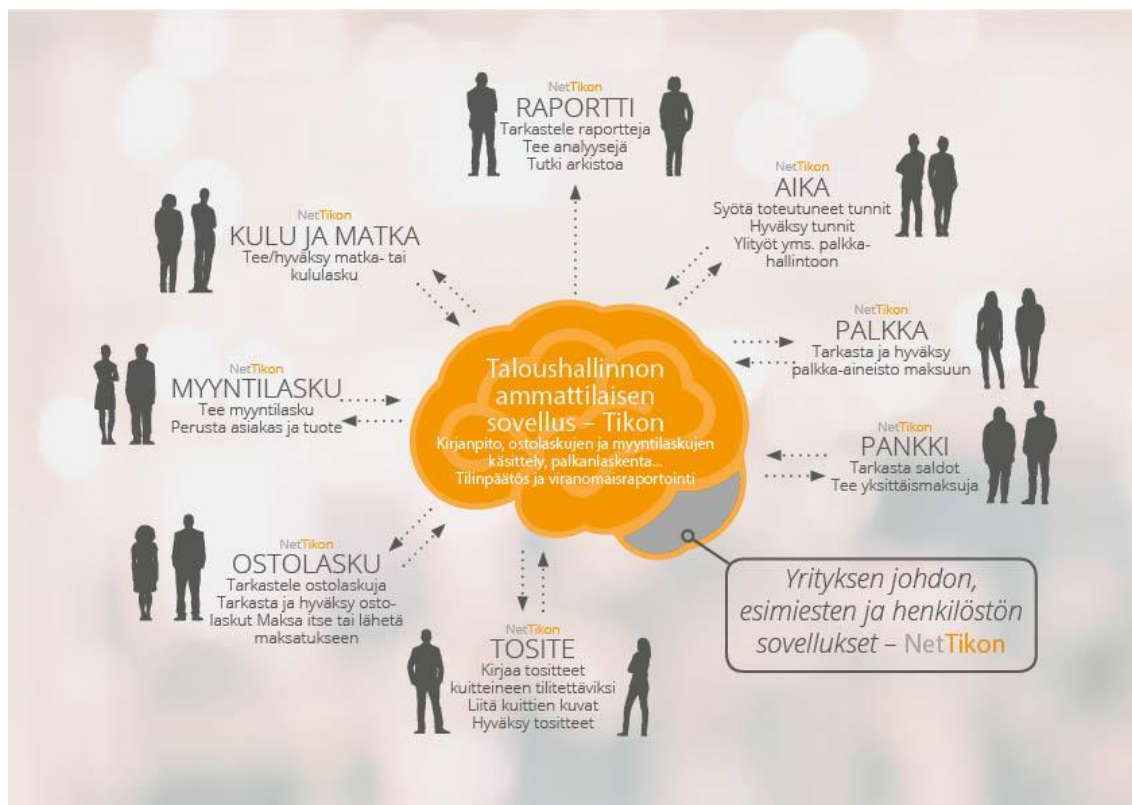 NetTikon
RAPORTTI
Tarkastele raportteja
Tee analyysejä
Tutki arkistoa
NetTikon
AIKA
Syötä toteutuneet tunnit
Hyväksy tunnit
Ylityöt yms. palkka-
hallintoon
NetTikon
KULU JA MATKA
Tee/hyväksy matka- tai
kululasku
NetTikon
PALKKA
Tarkasta ja hyväksy
palkka-aineisto maksuun
NetTikon
MYYNTILASKU
Tee myyntilasku
Perusta asiakas ja tuote
Taloushallinnon
ammattilaisen
sovellus – Tikon
Kirjanpito, ostolaskujen ja myyntilaskujen
käsittely, palkanlaskenta...
Tilinpäätös ja viranomaisraportointi
NetTikon
PANKKI
Tarkasta saldot
Tee yksittäismaksuja
NetTikon
OSTOLASKU
Tarkastele ostolaskuja
Tarkasta ja hyväksy osto-
laskut Maksa itse tai lähetä
maksatukseen
Yrityksen johdon,
esimiesten ja henkilöstön
sovellukset – NetTikon
NetTikon
TOSITE
Kirjaa tositteet
kuitteineen tilitettäviksi
Liitä kuittien kuvat
Hyväksy tositteet